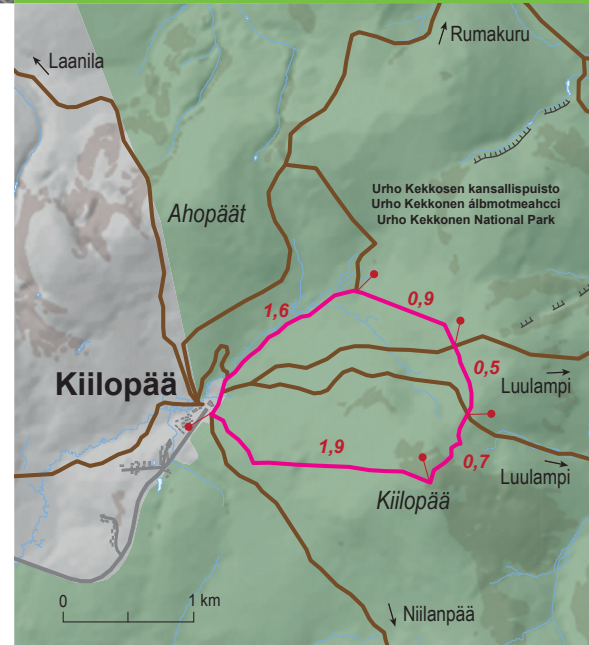 Rumakuru
Laanila
Urho Kekkosen kansallispuisto
Urho Kekkonen álbmotmeahcci
Urho Kekkonen National Park
Ahopäät
1,6
0,9
0,5
Kiilopää
Luulampi
1,9
0,7
Luulampi
Kiilopää
0
1 km
Niilanpää